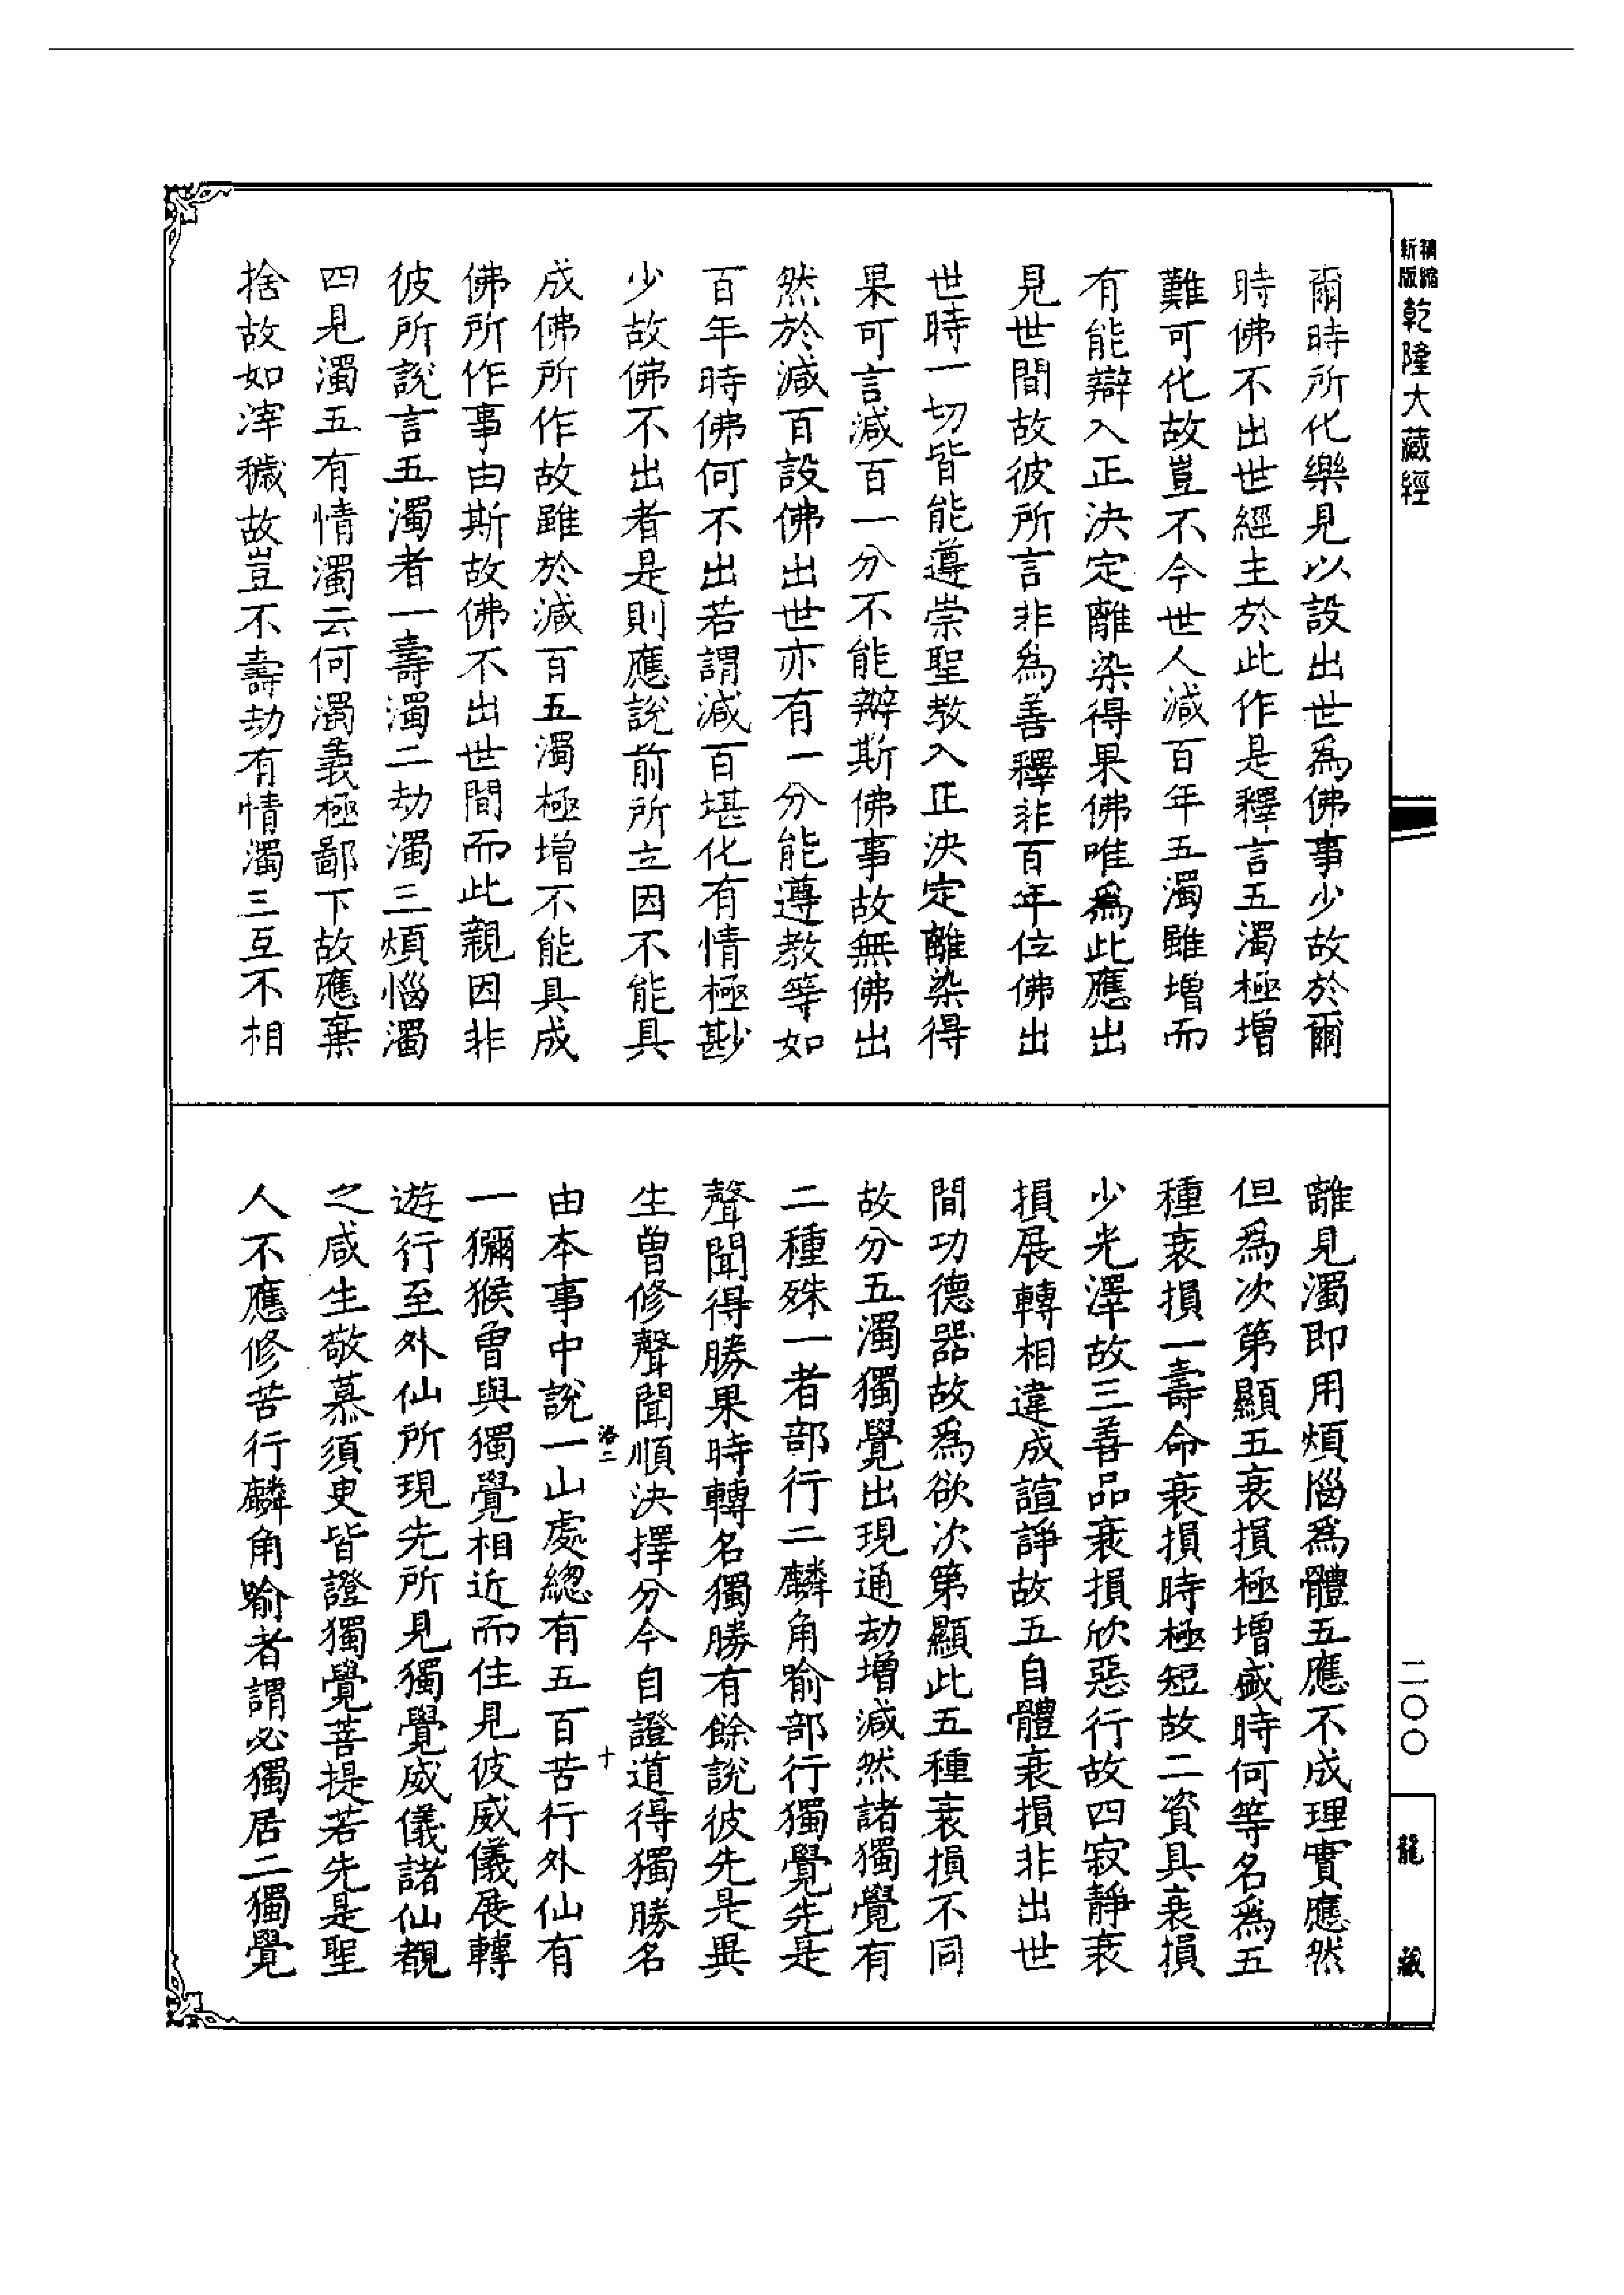 精縮
新版
乾隆大藏經
爾時所化樂見以設出世爲佛事少故於爾
時佛不出世經主於此作是釋言五濁極增
難可化故豈不今世人減百年五濁雖增而
有能辯入正決定離染得果佛唯爲此應出
見世間故彼所言非爲善釋非百年位佛出
世時一切皆能遵崇聖教入正決定離染得
果可言減百一分不能辦斯佛事故無佛出
然於減百設佛出世亦有一分能遵教等如
百年時佛何不出若謂減百堪化有情極尠
少故佛不出者是則應說前所立因不能具
成佛所作故雖於減百五濁極增不能具成
佛所作事由斯故佛不出世間而此親因非
彼所說言五濁者一壽濁二劫濁三煩惱濁
四見濁五有情濁云何濁義極鄙下故應棄
捨故如滓穢故豈不壽劫有情濁三互不相
離見濁即用煩惱爲體五應不成理實應然
但爲次第顯五衰損極增盛時何等名爲五
種衰損一壽命衰損時極短故二資具衰損
少光澤故三善品衰損欣惡行故四寂靜衰
損展轉相違成諠諍故五自體衰損非出世
間功德器故爲欲次第顯此五種衰損不同
故分五濁獨覺出現通劫增減然諸獨覺有
二種殊一者部行二麟角喻部行獨覺先是
聲聞得勝果時轉名獨勝有餘說彼先是異
生曾修聲聞順決擇分今自證道得獨勝名
洛二
十
由本事中說一山處總有五百苦行外仙有
一獼猴曾與獨覺相近而住見彼威儀展轉
遊行至外仙所現先所見獨覺威儀諸仙覩
之咸生敬慕須臾皆證獨覺菩提若先是聖
人不應修苦行麟角喻者謂必獨居二獨覺
二〇〇
龍藏